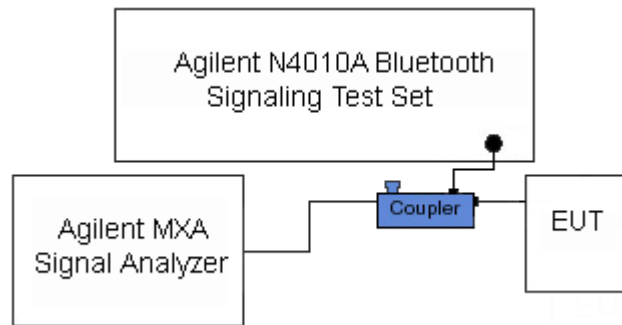 Agilent N4010A Bluetooth
Signaling Test Set
Coupler
Agilent MXA
Signal Analyzer
EUT